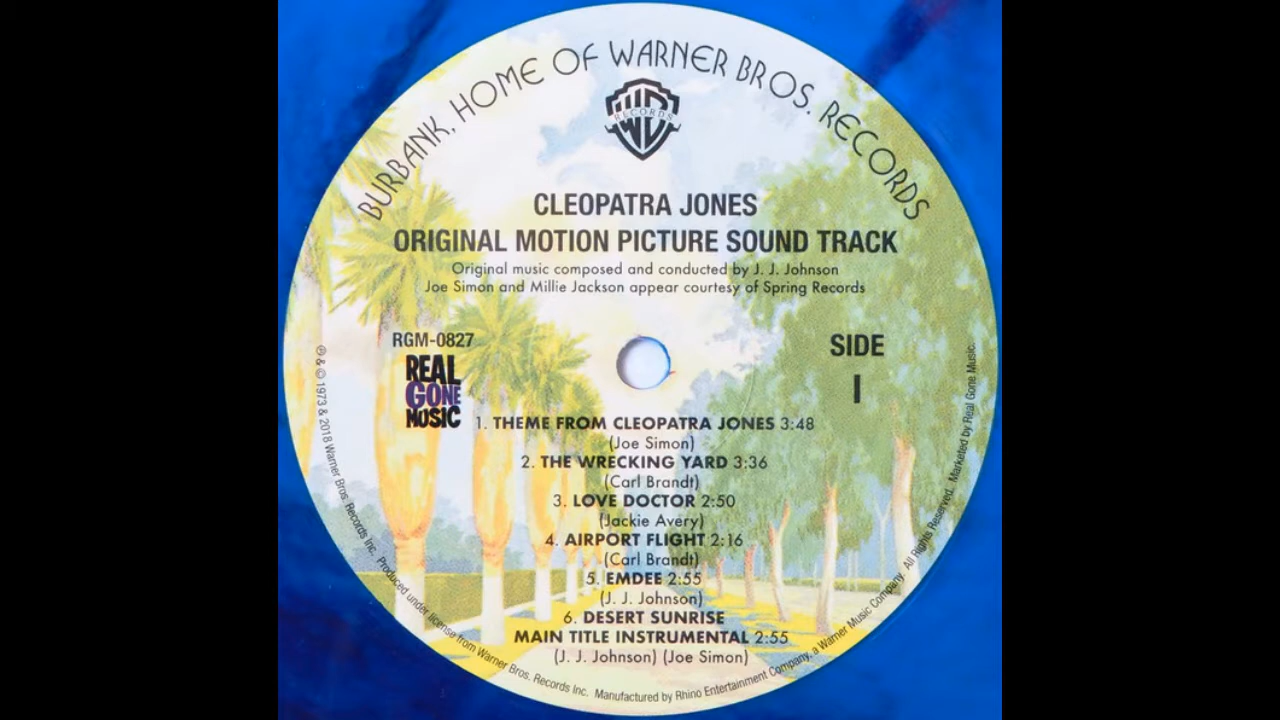 BURBANK, HOME OF WARNER BROS. RECORDS
WB
RECORDS
CLEOPATRA JONES
ORIGINAL MOTION PICTURE SOUND TRACK
Original music composed and conducted by J. J. Johnson
Joe Simon and Millie Jackson appear courtesy of Spring Records
RGM-0827
REAL
GONE
MUSIC
SIDE
I
1. THEME FROM CLEOPATRA JONES 3:48
(Joe Simon)
2. THE WRECKING YARD 3:36
(Carl Brandt)
3. LOVE DOCTOR 2:50
(Jackie Avery)
4. AIRPORT FLIGHT 2:16
(Carl Brandt)
5. EMDEE 2:55
(J. J. Johnson)
6. DESERT SUNRISE
MAIN TITLE INSTRUMENTAL 2:55
(J. J. Johnson) (Joe Simon)
℗ & © 1973 & 2018 Warner Bros. Records Inc. Produced under license from Warner Bros. Records Inc. Manufactured by Rhino Entertainment Company, a Warner Music Company. All Rights Reserved. Marketed by Real Gone Music.